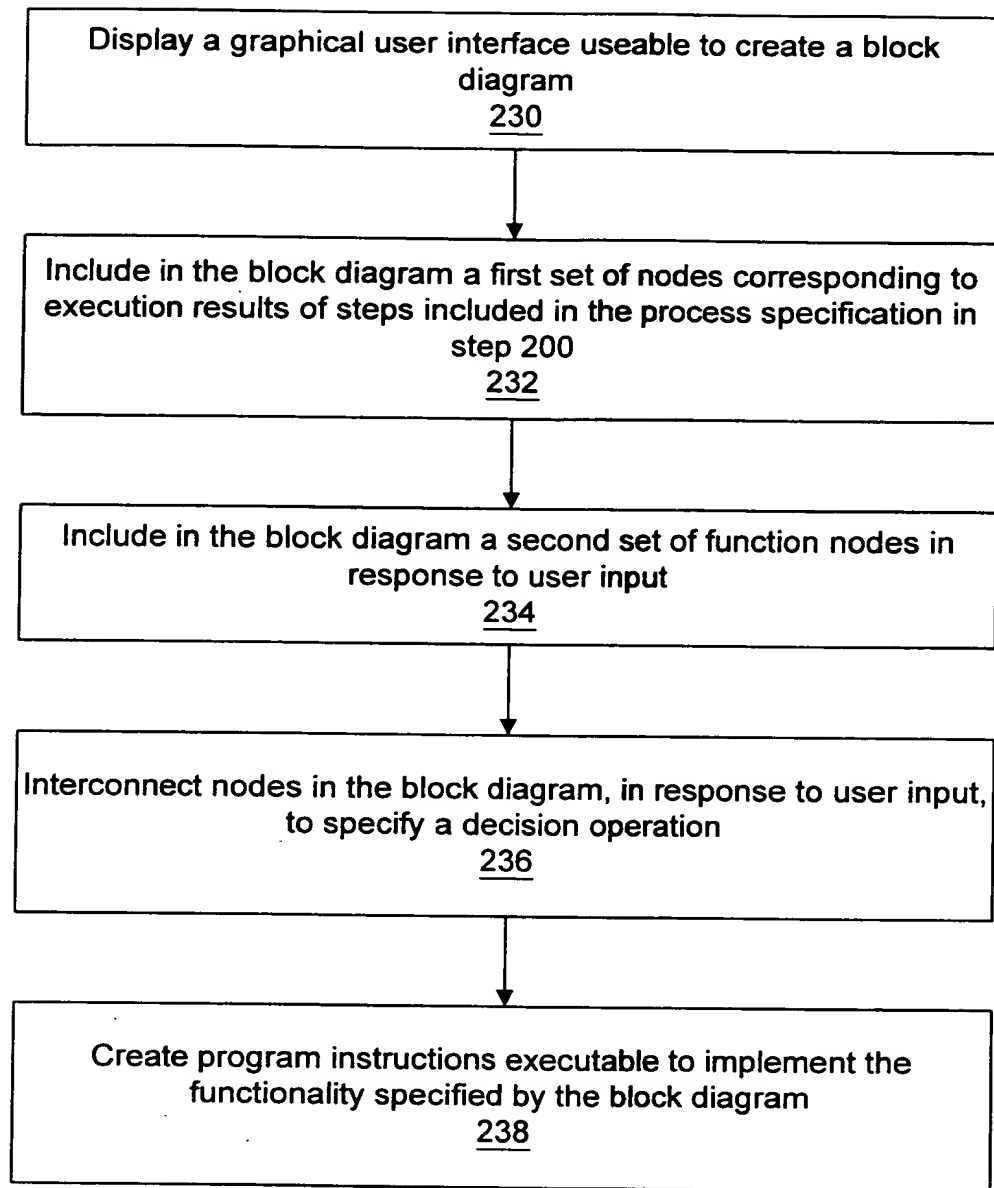 Display a graphical user interface useable to create a block
diagram
230
Include in the block diagram a first set of nodes corresponding to
execution results of steps included in the process specification in
step 200
232
Include in the block diagram a second set of function nodes in
response to user input
234
Interconnect nodes in the block diagram, in response to user input,
to specify a decision operation
236
Create program instructions executable to implement the
functionality specified by the block diagram
238